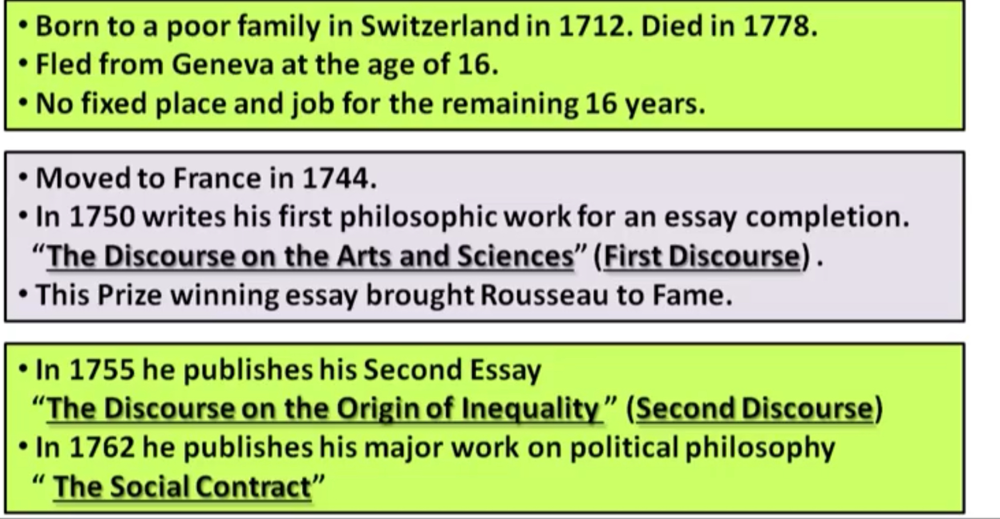 • Born to a poor family in Switzerland in 1712. Died in 1778.
• Fled from Geneva at the age of 16.
• No fixed place and job for the remaining 16 years.
• Moved to France in 1744.
• In 1750 writes his first philosophic work for an essay completion.
“The Discourse on the Arts and Sciences” (First Discourse) .
• This Prize winning essay brought Rousseau to Fame.
• In 1755 he publishes his Second Essay
“The Discourse on the Origin of Inequality ” (Second Discourse)
• In 1762 he publishes his major work on political philosophy
“ The Social Contract”